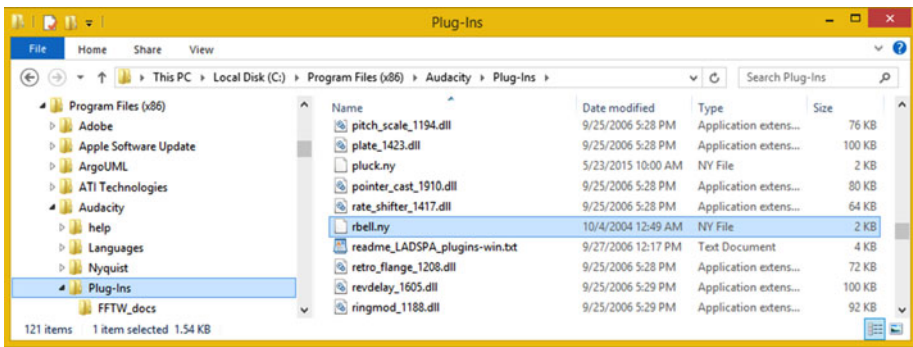 Plug-Ins
File Home Share View
This PC Local Disk (C:) Program Files (x86) Audacity Plug-Ins Search Plug-Ins
Program Files (x86)
Adobe
Apple Software Update
ArgoUML
ATI Technologies
Audacity
help
Languages
Nyquist
Plug-Ins
FFTW_docs
Name Date modified Type Size
pitch_scale_1194.dll 9/25/2006 5:28 PM Application extens... 76 KB
plate_1423.dll 9/25/2006 5:28 PM Application extens... 100 KB
pluck.ny 5/23/2015 10:00 AM NY File 2 KB
pointer_cast_1910.dll 9/25/2006 5:28 PM Application extens... 80 KB
rate_shifter_1417.dll 9/25/2006 5:28 PM Application extens... 64 KB
rbell.ny 10/4/2004 12:49 AM NY File 2 KB
readme_LADSPA_plugins-win.txt 9/27/2006 12:17 PM Text Document 4 KB
retro_flange_1208.dll 9/25/2006 5:28 PM Application extens... 72 KB
revdelay_1605.dll 9/25/2006 5:29 PM Application extens... 100 KB
ringmod_1188.dll 9/25/2006 5:29 PM Application extens... 92 KB
121 items 1 item selected 1.54 KB